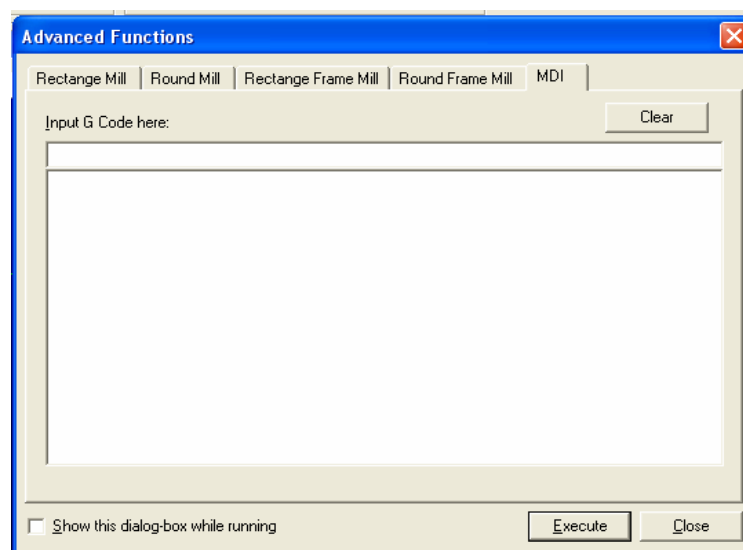 Advanced Functions
Rectange Mill Round Mill Rectange Frame Mill Round Frame Mill MDI
Input G Code here: Clear
Show this dialog-box while running Execute Close